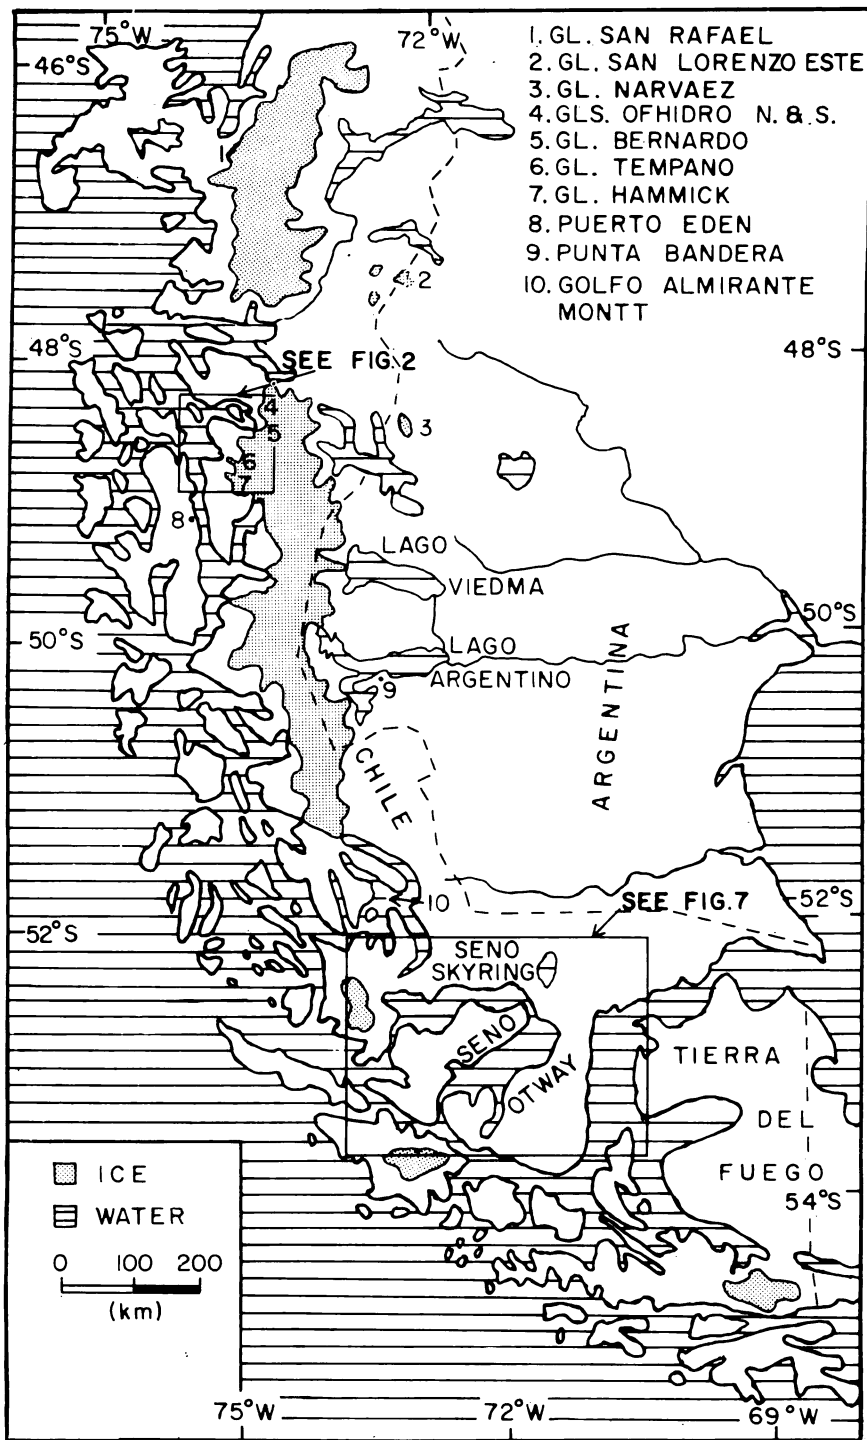 75°W
72°W
46°S
1. GL. SAN RAFAEL
2. GL. SAN LORENZO ESTE
3. GL. NARVAEZ
4. GLS. OFHIDRO N. & S.
5. GL. BERNARDO
6. GL. TEMPANO
7. GL. HAMMICK
8. PUERTO EDEN
9. PUNTA BANDERA
10. GOLFO ALMIRANTE
MONTT
1
2
48°S
48°S
SEE FIG.2
4
3
5
6
7
8
LAGO
VIEDMA
50°S
50°S
LAGO
ARGENTINO
9
ARGENTINA
CHILE
10
SEE FIG.7
52°S
52°S
SENO
SKYRING
SENO
OTWAY
TIERRA
DEL
FUEGO
54°S
ICE
WATER
0 100 200
(km)
75°W
72°W
69°W